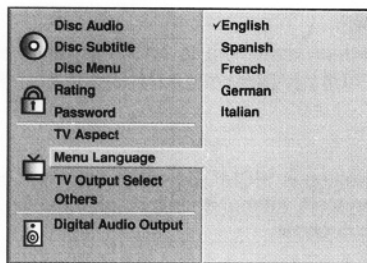 Disc Audio
Disc Subtitle
Disc Menu
Rating
Password
TV Aspect
Menu Language
TV Output Select
Others
Digital Audio Output
✓English
Spanish
French
German
Italian